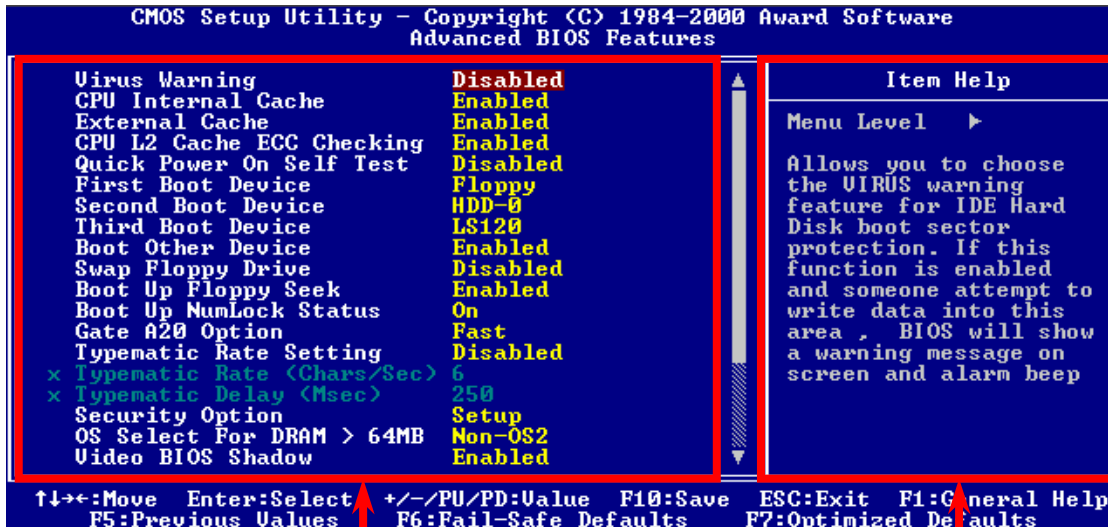 CMOS Setup Utility – Copyright (C) 1984–2000 Award Software
Advanced BIOS Features
Virus Warning Disabled
CPU Internal Cache Enabled
External Cache Enabled
CPU L2 Cache ECC Checking Enabled
Quick Power On Self Test Disabled
First Boot Device Floppy
Second Boot Device HDD-0
Third Boot Device LS120
Boot Other Device Enabled
Swap Floppy Drive Disabled
Boot Up Floppy Seek Enabled
Boot Up NumLock Status On
Gate A20 Option Fast
Typematic Rate Setting Disabled
x Typematic Rate (Chars/Sec) 6
x Typematic Delay (Msec) 250
Security Option Setup
OS Select For DRAM > 64MB Non-OS2
Video BIOS Shadow Enabled
Item Help
Menu Level ►
Allows you to choose
the VIRUS warning
feature for IDE Hard
Disk boot sector
protection. If this
function is enabled
and someone attempt to
write data into this
area , BIOS will show
a warning message on
screen and alarm beep
↑↓→←:Move Enter:Select +/-/PU/PD:Value F10:Save ESC:Exit F1:General Help
F5:Previous Values F6:Fail-Safe Defaults F7:Optimized Defaults